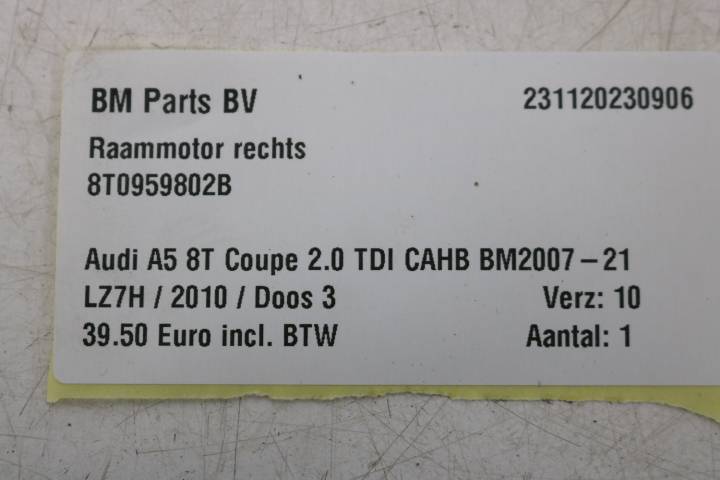 BM Parts BV 231120230906
Raammotor rechts
8T0959802B
Audi A5 8T Coupe 2.0 TDI CAHB BM2007-21
LZ7H / 2010 / Doos 3 Verz: 10
39.50 Euro incl. BTW Aantal: 1